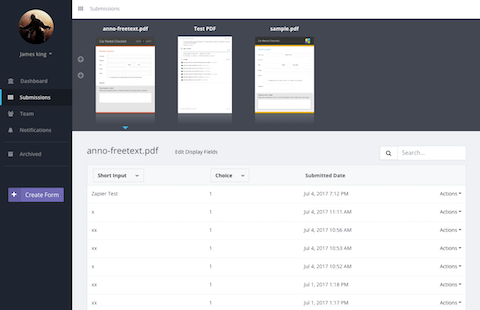 James king
Dashboard
Submissions
Team
Notifications
Archived
Create Form
Submissions
anno-freetext.pdf
Test PDF
sample.pdf
anno-freetext.pdf
Edit Display Fields
Search...
Short Input
Choice
Submitted Date
Zapier Test 1 Jul 4, 2017 7:12 PM Actions
x 1 Jul 4, 2017 11:11 AM Actions
xx 1 Jul 4, 2017 10:56 AM Actions
xx 1 Jul 4, 2017 10:53 AM Actions
x 1 Jul 4, 2017 10:52 AM Actions
xx 1 Jul 1, 2017 1:18 PM Actions
xx 1 Jul 1, 2017 1:17 PM Actions